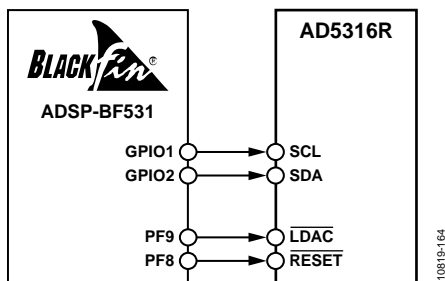 AD5316R
BLACKfin®
ADSP-BF531
GPIO1 SCL
GPIO2 SDA
PF9 LDAC
PF8 RESET
10819-164